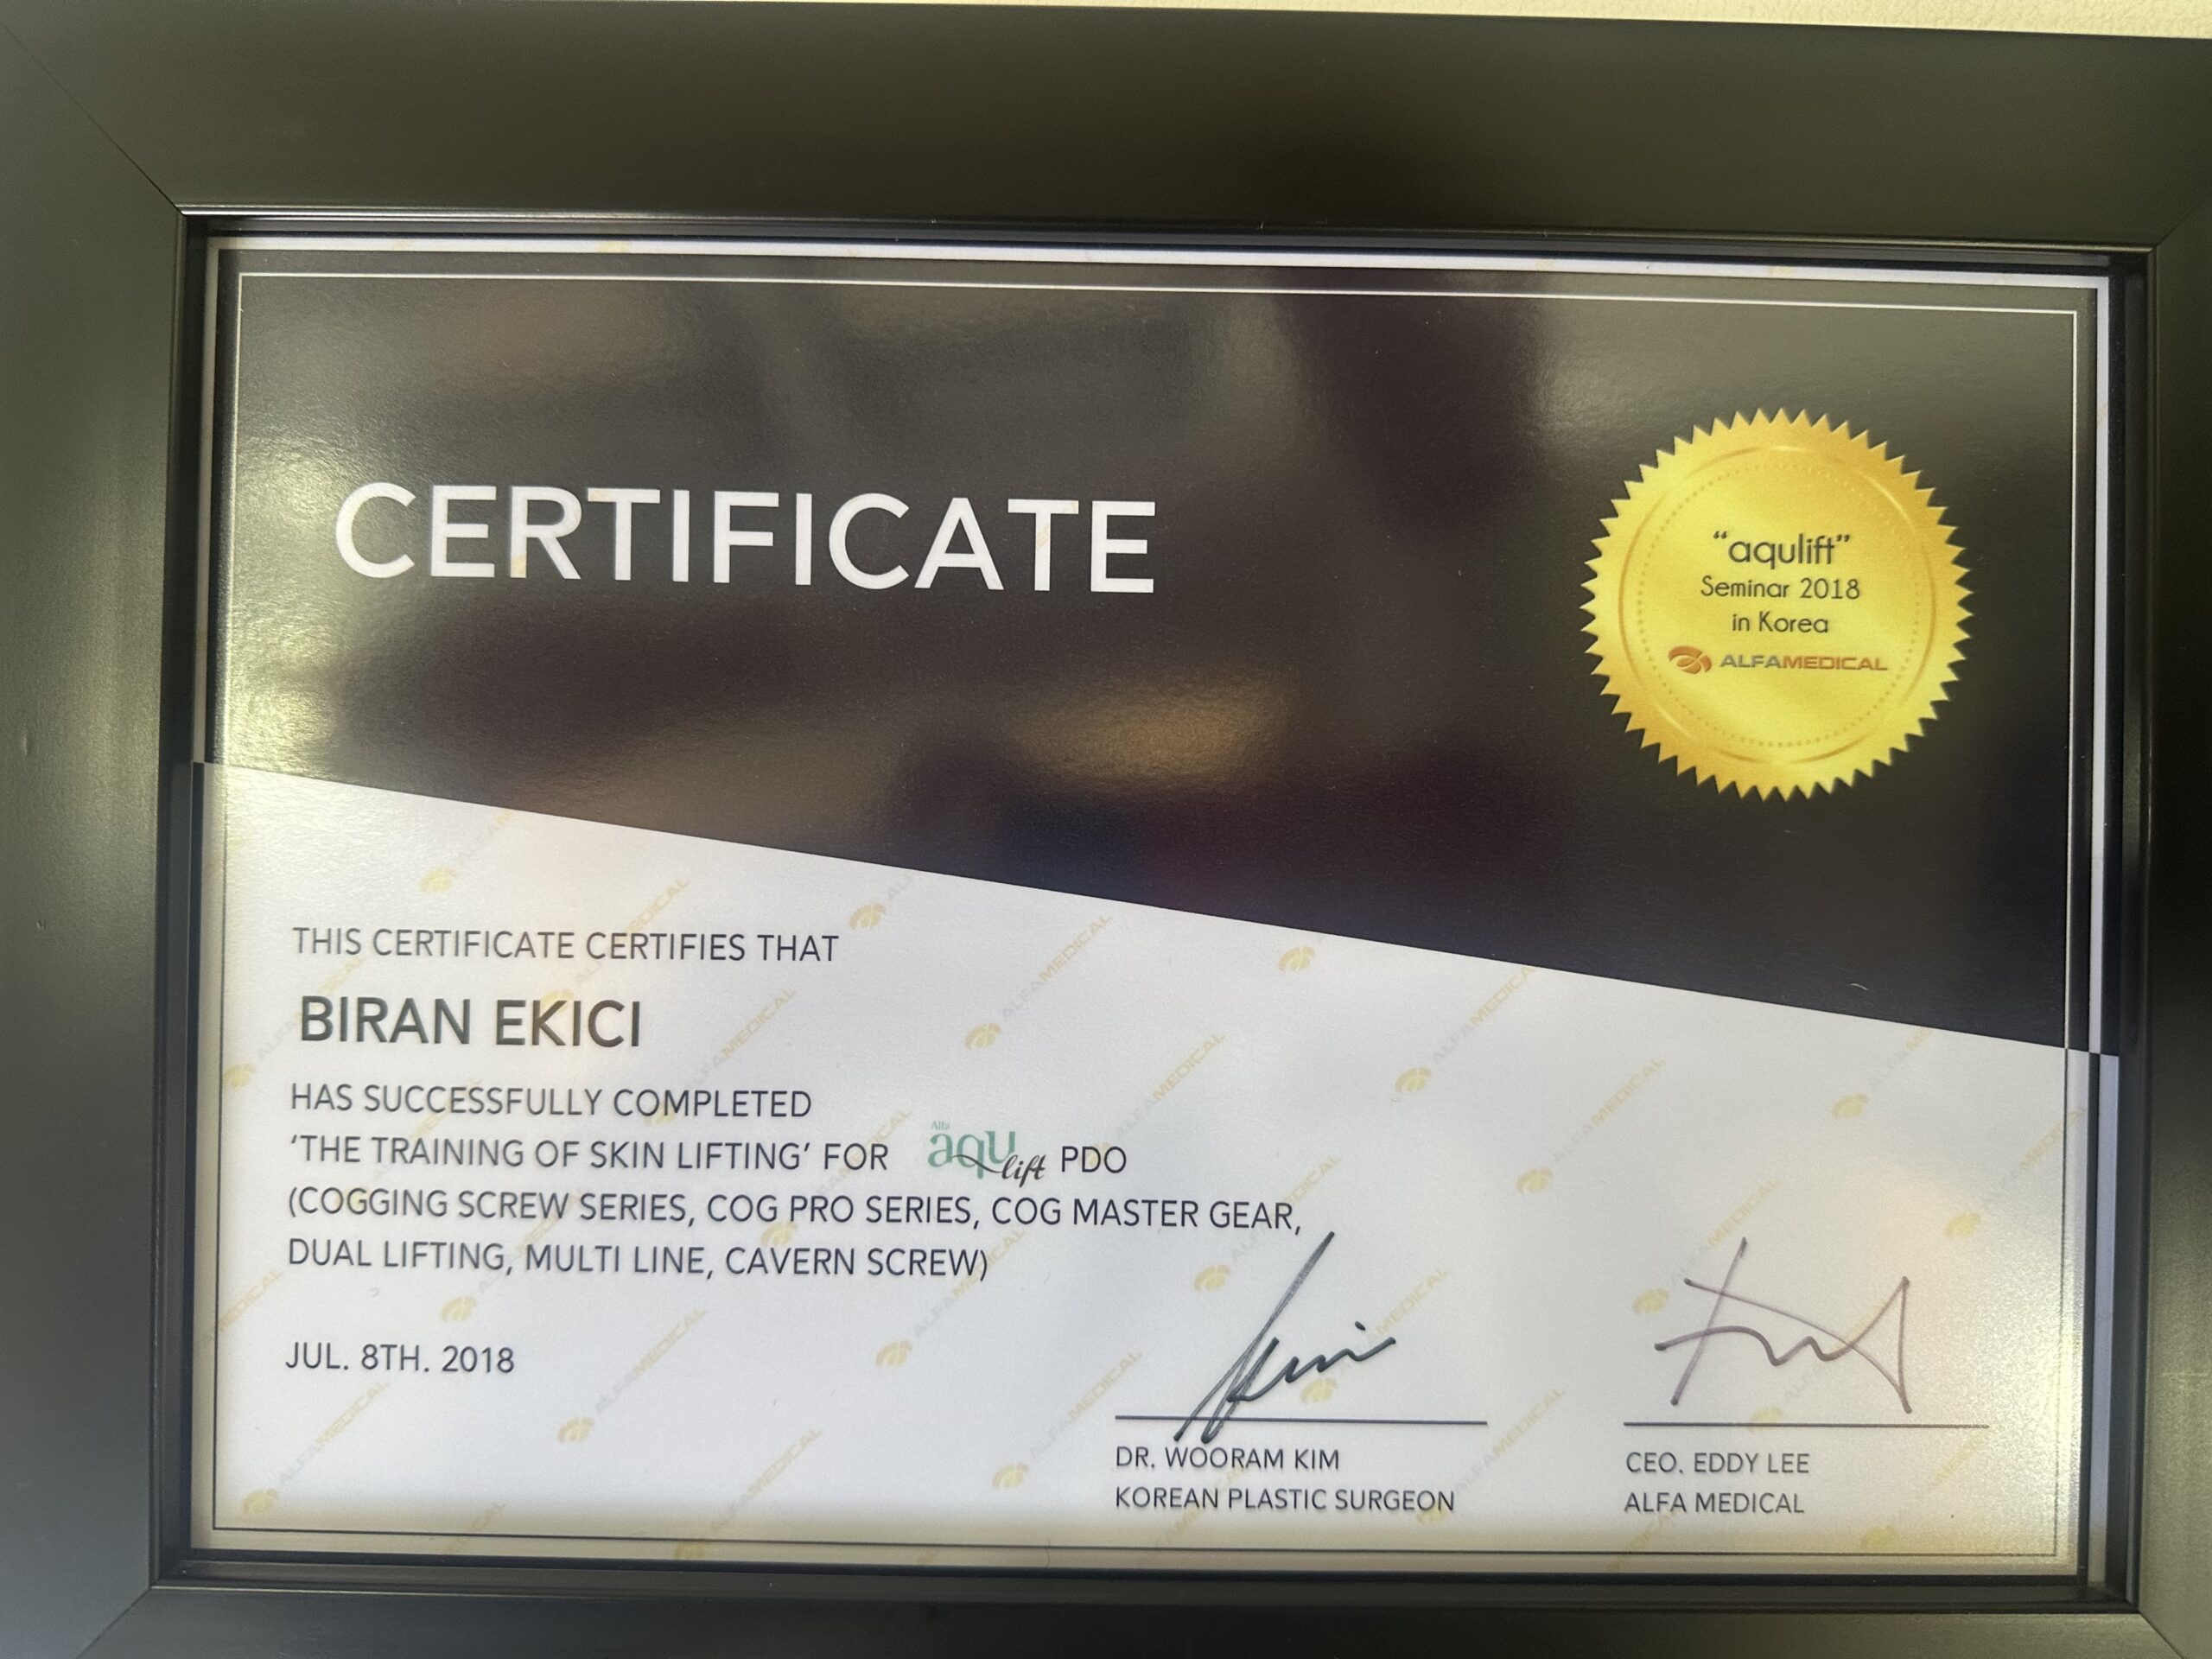 CERTIFICATE
“aqulift”
Seminar 2018
in Korea
ALFAMEDICAL
THIS CERTIFICATE CERTIFIES THAT
BIRAN EKICI
HAS SUCCESSFULLY COMPLETED
‘THE TRAINING OF SKIN LIFTING’ FOR Alfa aqu lift PDO
(COGGING SCREW SERIES, COG PRO SERIES, COG MASTER GEAR,
DUAL LIFTING, MULTI LINE, CAVERN SCREW)
JUL. 8TH. 2018
DR. WOORAM KIM
KOREAN PLASTIC SURGEON
CEO. EDDY LEE
ALFA MEDICAL